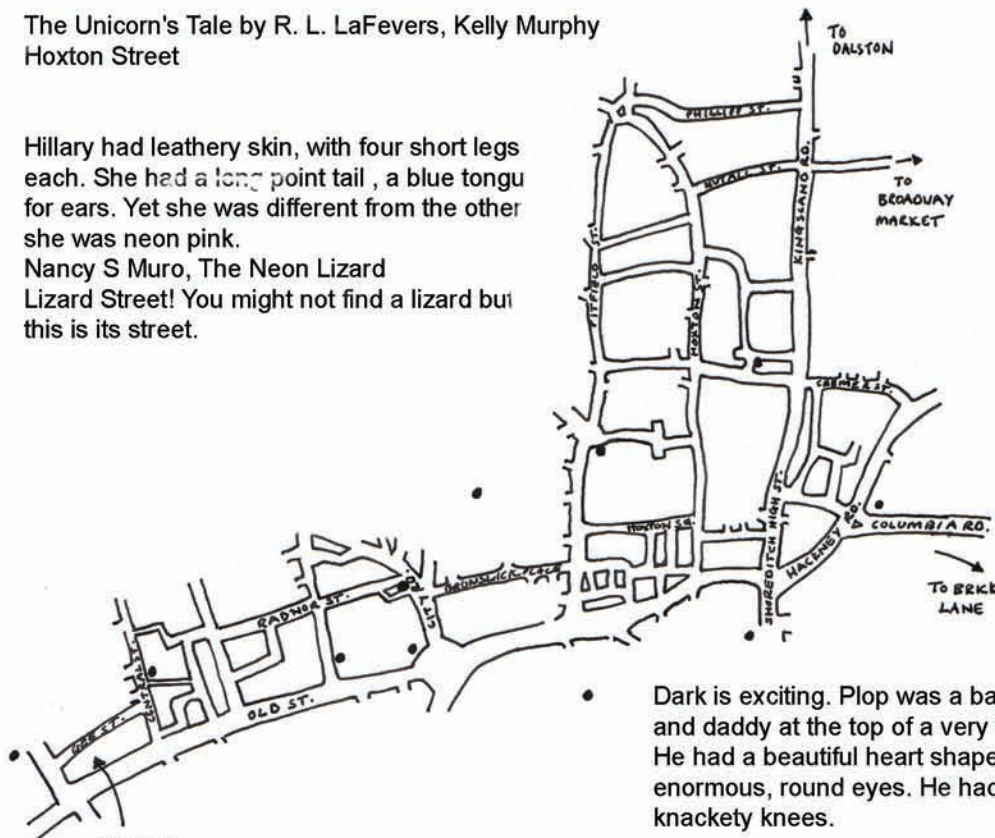 The Unicorn's Tale by R. L. LaFevers, Kelly Murphy
Hoxton Street
Hillary had leathery skin, with four short legs
each. She had a long point tail , a blue tongu
for ears. Yet she was different from the other
she was neon pink.
Nancy S Muro, The Neon Lizard
Lizard Street! You might not find a lizard but
this is its street.
TO
DALSTON
PHILLIPP ST.
NUTALL ST.
TO
BROADWAY
MARKET
KINGSLAND RD.
PITFIELD ST.
HOXTON ST.
CREMER ST.
HOXTON SQ.
SHOREDITCH HIGH ST.
HACKNEY RD.
COLUMBIA RD.
TO BRICK
LANE
BRUNSWICK PLACE
CITY RD.
RADNOR ST.
OLD ST.
Dark is exciting. Plop was a ba
and daddy at the top of a very
He had a beautiful heart shape
enormous, round eyes. He had
knackety knees.